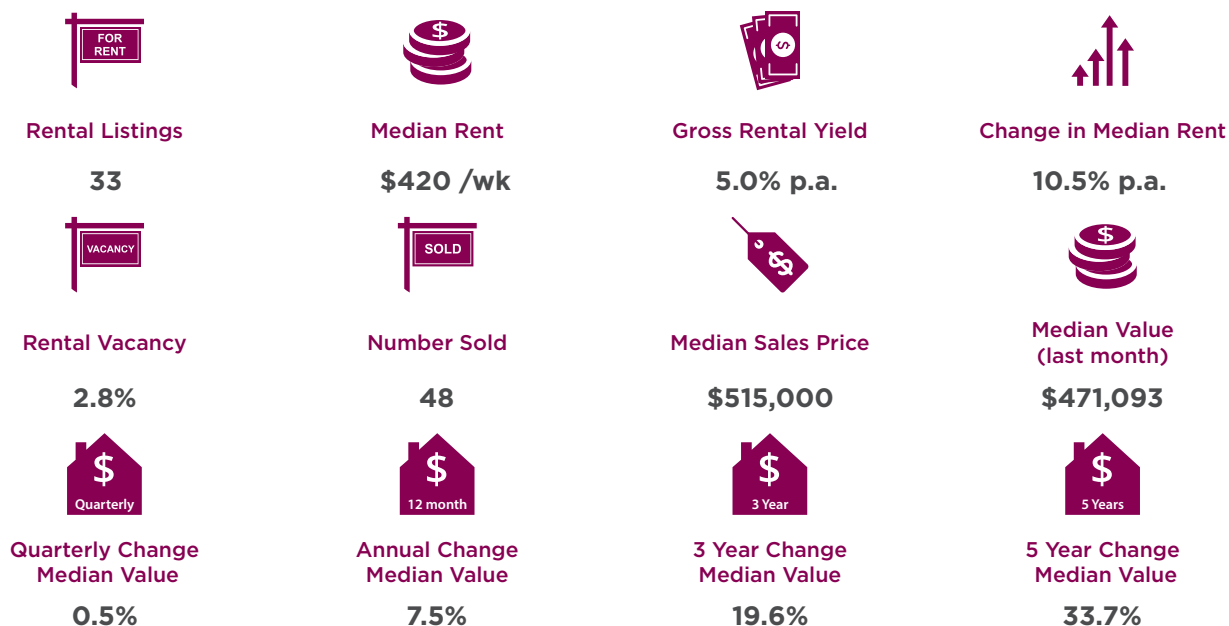 FOR
RENT
$
$
Rental Listings
Median Rent
Gross Rental Yield
Change in Median Rent
33
$420 /wk
5.0% p.a.
10.5% p.a.
VACANCY
SOLD
$
$
Rental Vacancy
Number Sold
Median Sales Price
Median Value
(last month)
2.8%
48
$515,000
$471,093
$
Quarterly
$
12 month
$
3 Year
$
5 Years
Quarterly Change
Median Value
Annual Change
Median Value
3 Year Change
Median Value
5 Year Change
Median Value
0.5%
7.5%
19.6%
33.7%